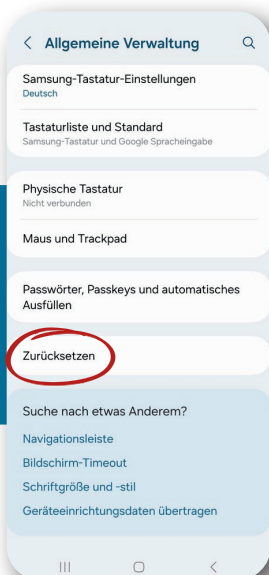 Allgemeine Verwaltung
Samsung-Tastatur-Einstellungen
Deutsch
Tastaturliste und Standard
Samsung-Tastatur und Google Spracheingabe
Physische Tastatur
Nicht verbunden
Maus und Trackpad
Passwörter, Passkeys und automatisches
Ausfüllen
Zurücksetzen
Suche nach etwas Anderem?
Navigationsleiste
Bildschirm-Timeout
Schriftgröße und -stil
Geräteeinrichtungsdaten übertragen